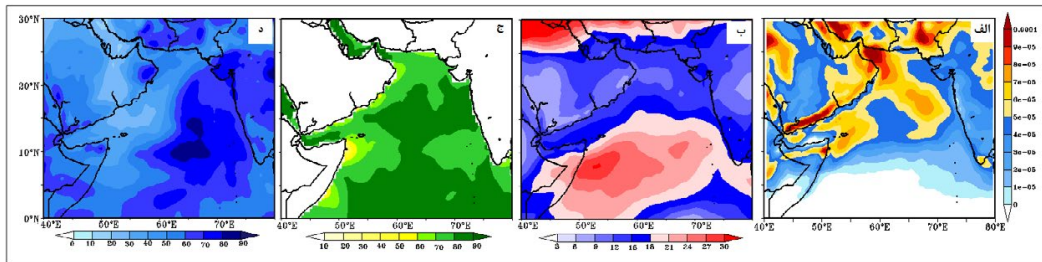 د ج ب الف
30°N
20°N
10°N
0°N
0.0001
9e-05
8e-05
7e-05
6e-05
5e-05
4e-05
3e-05
2e-05
1e-05
0
40°E 50°E 60°E 70°E 40°E 50°E 60°E 70°E 40°E 50°E 60°E 70°E 40°E 50°E 60°E 70°E 80°E
10 20 30 40 50 60 70 80 90
10 20 30 40 50 60 70 80 90
6 9 12 15 18 21 24 27 30